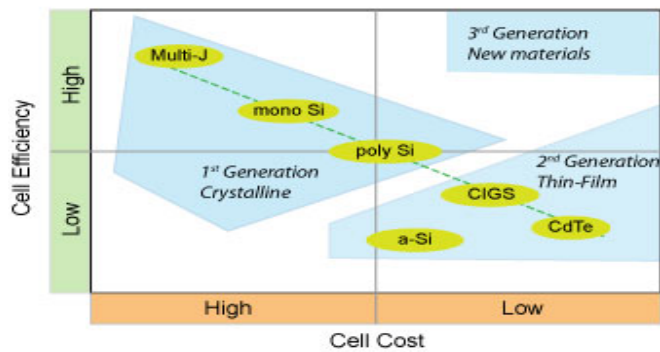 Cell Efficiency
High
Low
Multi-J
mono Si
poly Si
1st Generation
Crystalline
3rd Generation
New materials
2nd Generation
Thin-Film
CIGS
CdTe
a-Si
High
Low
Cell Cost